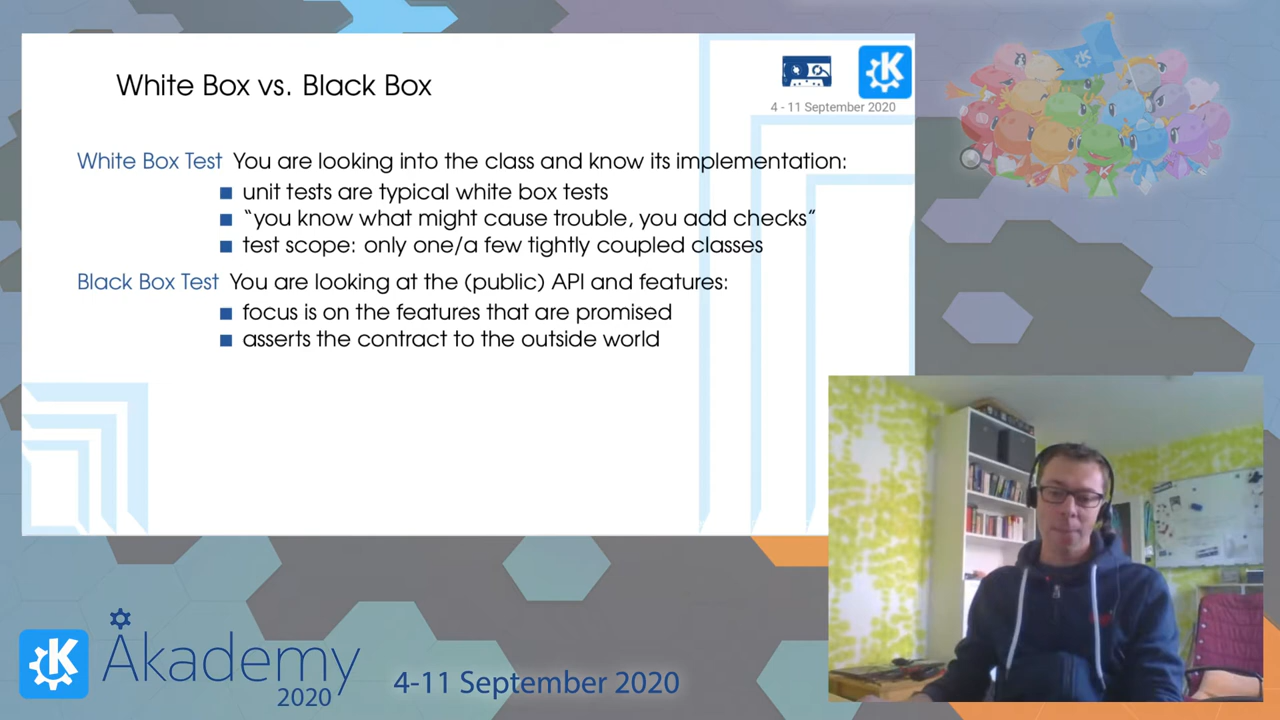 White Box vs. Black Box
4 - 11 September 2020
White Box Test You are looking into the class and know its implementation:
unit tests are typical white box tests
“you know what might cause trouble, you add checks”
test scope: only one/a few tightly coupled classes
Black Box Test You are looking at the (public) API and features:
focus is on the features that are promised
asserts the contract to the outside world
Akademy
2020
4-11 September 2020